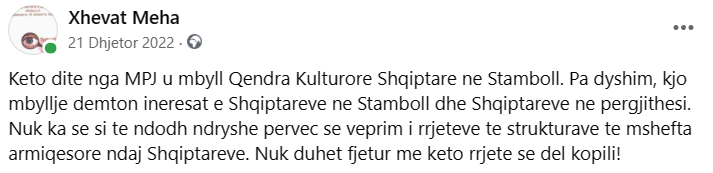 Xhevat Meha
21 Dhjetor 2022
Keto dite nga MPJ u mbyll Qendra Kulturore Shqiptare ne Stamboll. Pa dyshim, kjo
mbyllje demton ineresat e Shqiptareve ne Stamboll dhe Shqiptareve ne pergjithesi.
Nuk ka se si te ndodh ndryshe pervec se veprim i rrjeteve te strukturave te mshefta
armiqesore ndaj Shqiptareve. Nuk duhet fjetur me keto rrjete se del kopili!